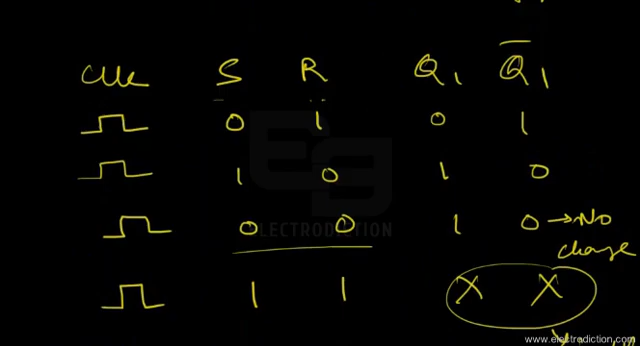 Clk S R Q1 Q̅1
0 1 0 1
1 0 1 0
0 0 1 0 → No
change
1 1 X X
ELECTRODICTION
www.electradiction.com